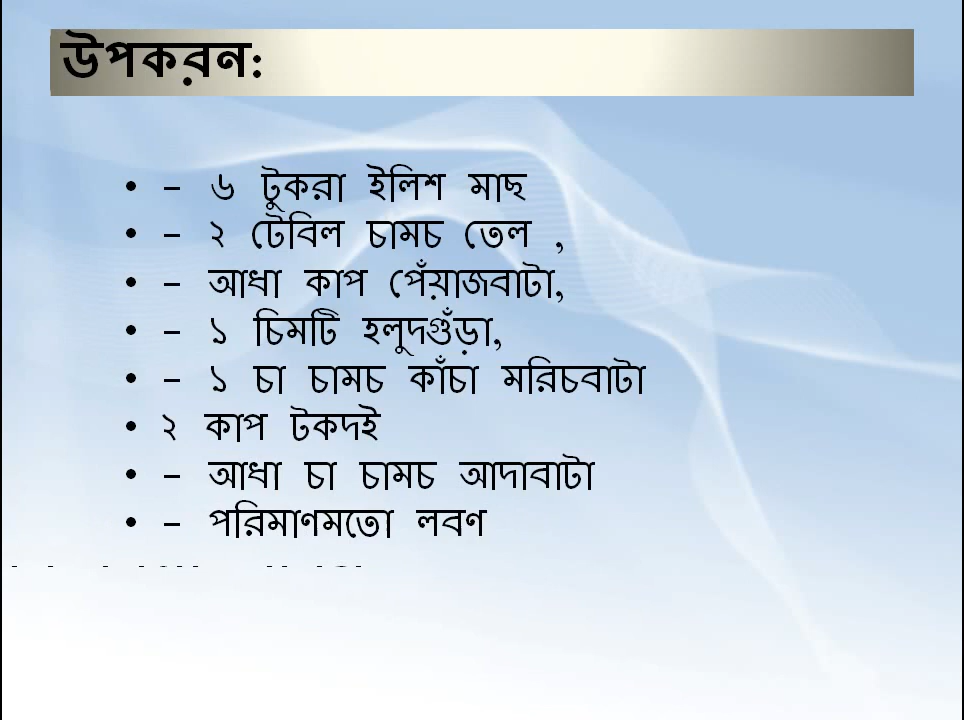 উপকরন:
• – ৬ টুকরা ইলিশ মাছ
• – ২ টেবিল চামচ তেল ,
• – আধা কাপ পেঁয়াজবাটা,
• – ১ চিমটি হলুদগুঁড়া,
• – ১ চা চামচ কাঁচা মরিচবাটা
• ২ কাপ টকদই
• – আধা চা চামচ আদাবাটা
• – পরিমাণমতো লবণ